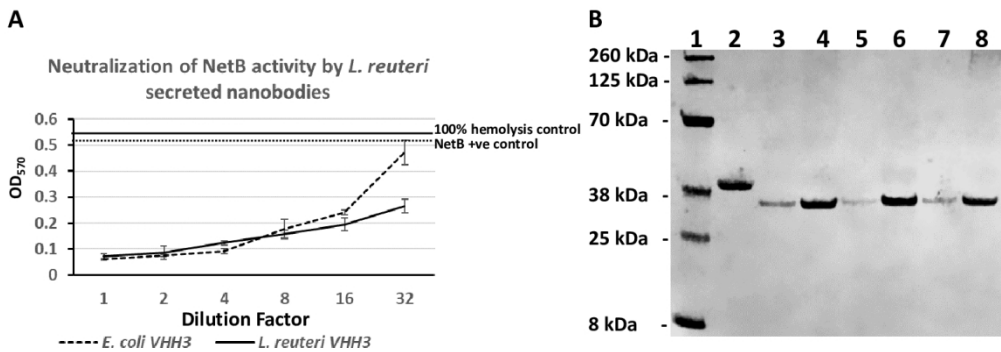 A
Neutralization of NetB activity by L. reuteri
secreted nanobodies
0.6
0.5
0.4
0.3
0.2
0.1
0
OD570
100% hemolysis control
NetB +ve control
1 2 4 8 16 32
Dilution Factor
E. coli VHH3 L. reuteri VHH3
B
1 2 3 4 5 6 7 8
260 kDa -
125 kDa -
70 kDa -
38 kDa -
25 kDa -
8 kDa -